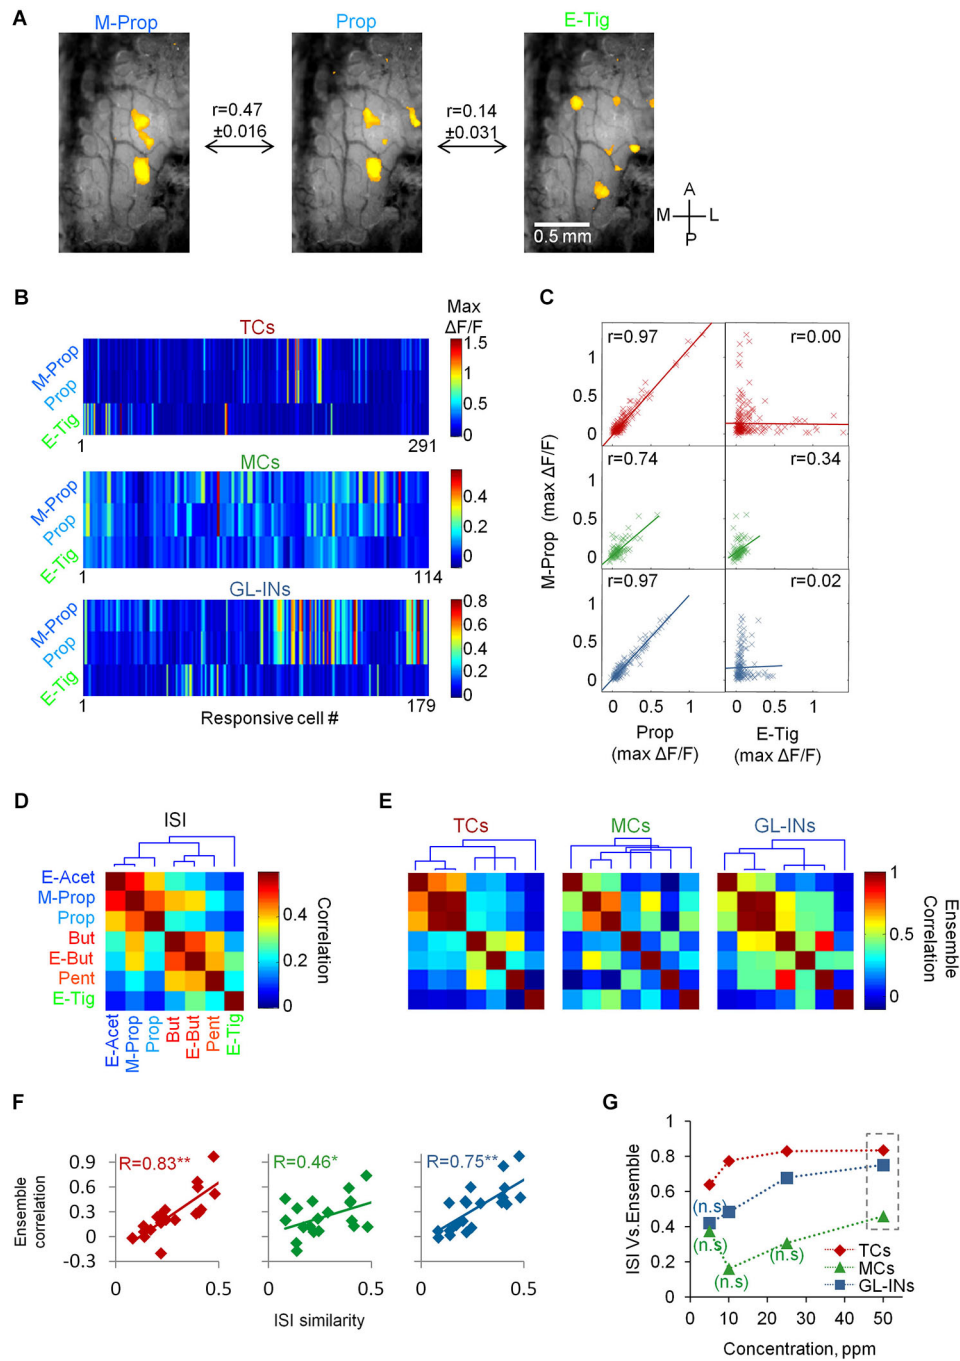 A
M-Prop
Prop
E-Tig
r=0.47
±0.016
r=0.14
±0.031
0.5 mm
A
M
L
P
B
Max
ΔF/F
TCs
M-Prop
Prop
E-Tig
1.5
1
0.5
0
1
291
MCs
M-Prop
Prop
E-Tig
0.4
0.2
0
1
114
GL-INs
M-Prop
Prop
E-Tig
0.8
0.6
0.4
0.2
0
1
179
Responsive cell #
C
r=0.97
r=0.00
1
0.5
0
r=0.74
r=0.34
1
0.5
0
r=0.97
r=0.02
1
0.5
0
M-Prop (max ΔF/F)
0 0.5 1
0 0.5 1
Prop
(max ΔF/F)
E-Tig
(max ΔF/F)
D
ISI
E-Acet
M-Prop
Prop
But
E-But
Pent
E-Tig
E-Acet
M-Prop
Prop
But
E-But
Pent
E-Tig
0.4
0.2
0
Correlation
E
TCs
MCs
GL-INs
1
0.5
0
Ensemble
Correlation
F
R=0.83**
R=0.46*
R=0.75**
0.9
0.6
0.3
0
-0.3
Ensemble
correlation
0 0.5
0 0.5
0 0.5
ISI similarity
G
1
0.8
0.6
0.4
0.2
0
ISI Vs.Ensemble
(n.s)
(n.s)
(n.s)
(n.s)
TCs
MCs
GL-INs
0 10 20 30 40 50
Concentration, ppm